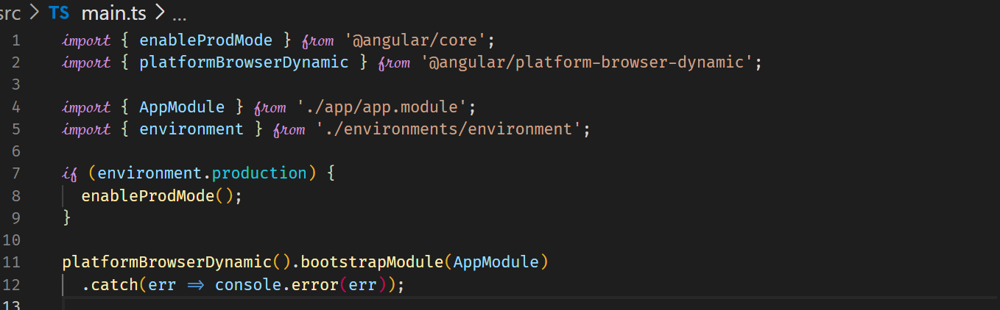 src > TS main.ts > ...
1 import { enableProdMode } from '@angular/core';
2 import { platformBrowserDynamic } from '@angular/platform-browser-dynamic';
3
4 import { AppModule } from './app/app.module';
5 import { environment } from './environments/environment';
6
7 if (environment.production) {
8   enableProdMode();
9 }
10
11 platformBrowserDynamic().bootstrapModule(AppModule)
12   .catch(err => console.error(err));
13